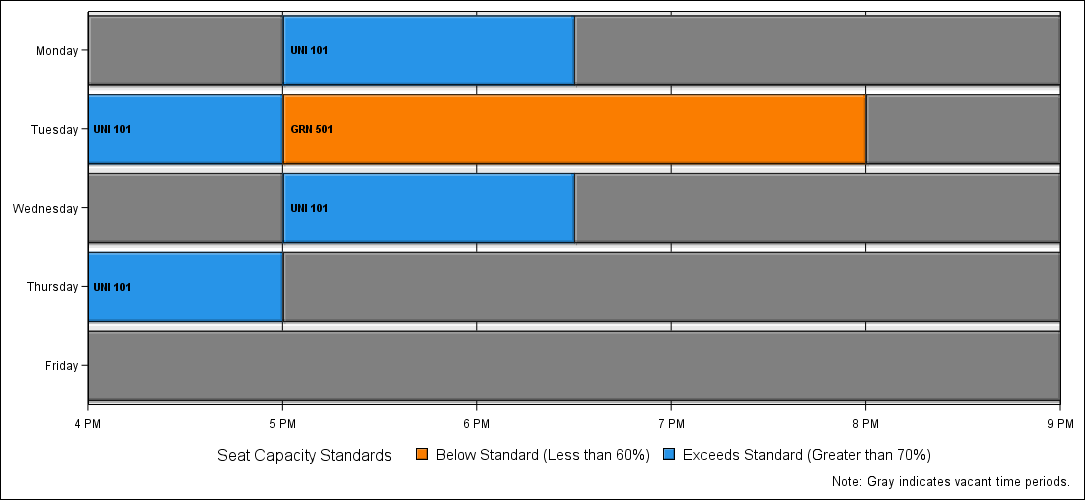 Monday
UNI 101
Tuesday
UNI 101
GRN 501
Wednesday
UNI 101
Thursday
UNI 101
Friday
4 PM
5 PM
6 PM
7 PM
8 PM
9 PM
Seat Capacity Standards
Below Standard (Less than 60%)
Exceeds Standard (Greater than 70%)
Note: Gray indicates vacant time periods.